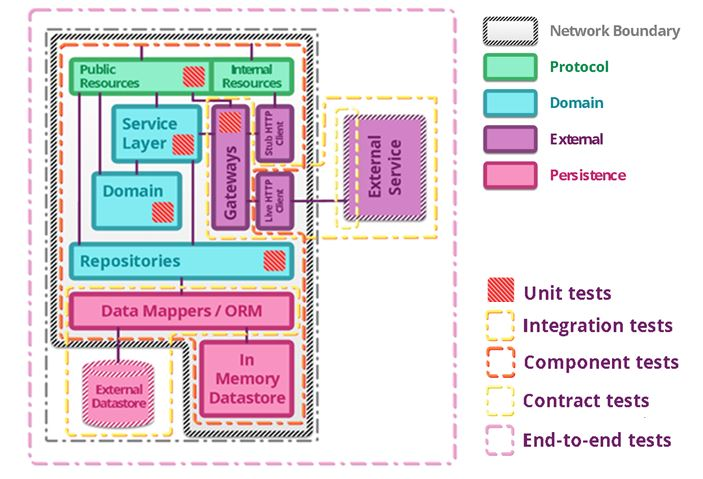 Public
Resources
Internal
Resources
Service
Layer
Domain
Gateways
Stub HTTP
Client
Live HTTP
Client
External
Service
Repositories
Data Mappers / ORM
External
Datastore
In
Memory
Datastore
Network Boundary
Protocol
Domain
External
Persistence
Unit tests
Integration tests
Component tests
Contract tests
End-to-end tests